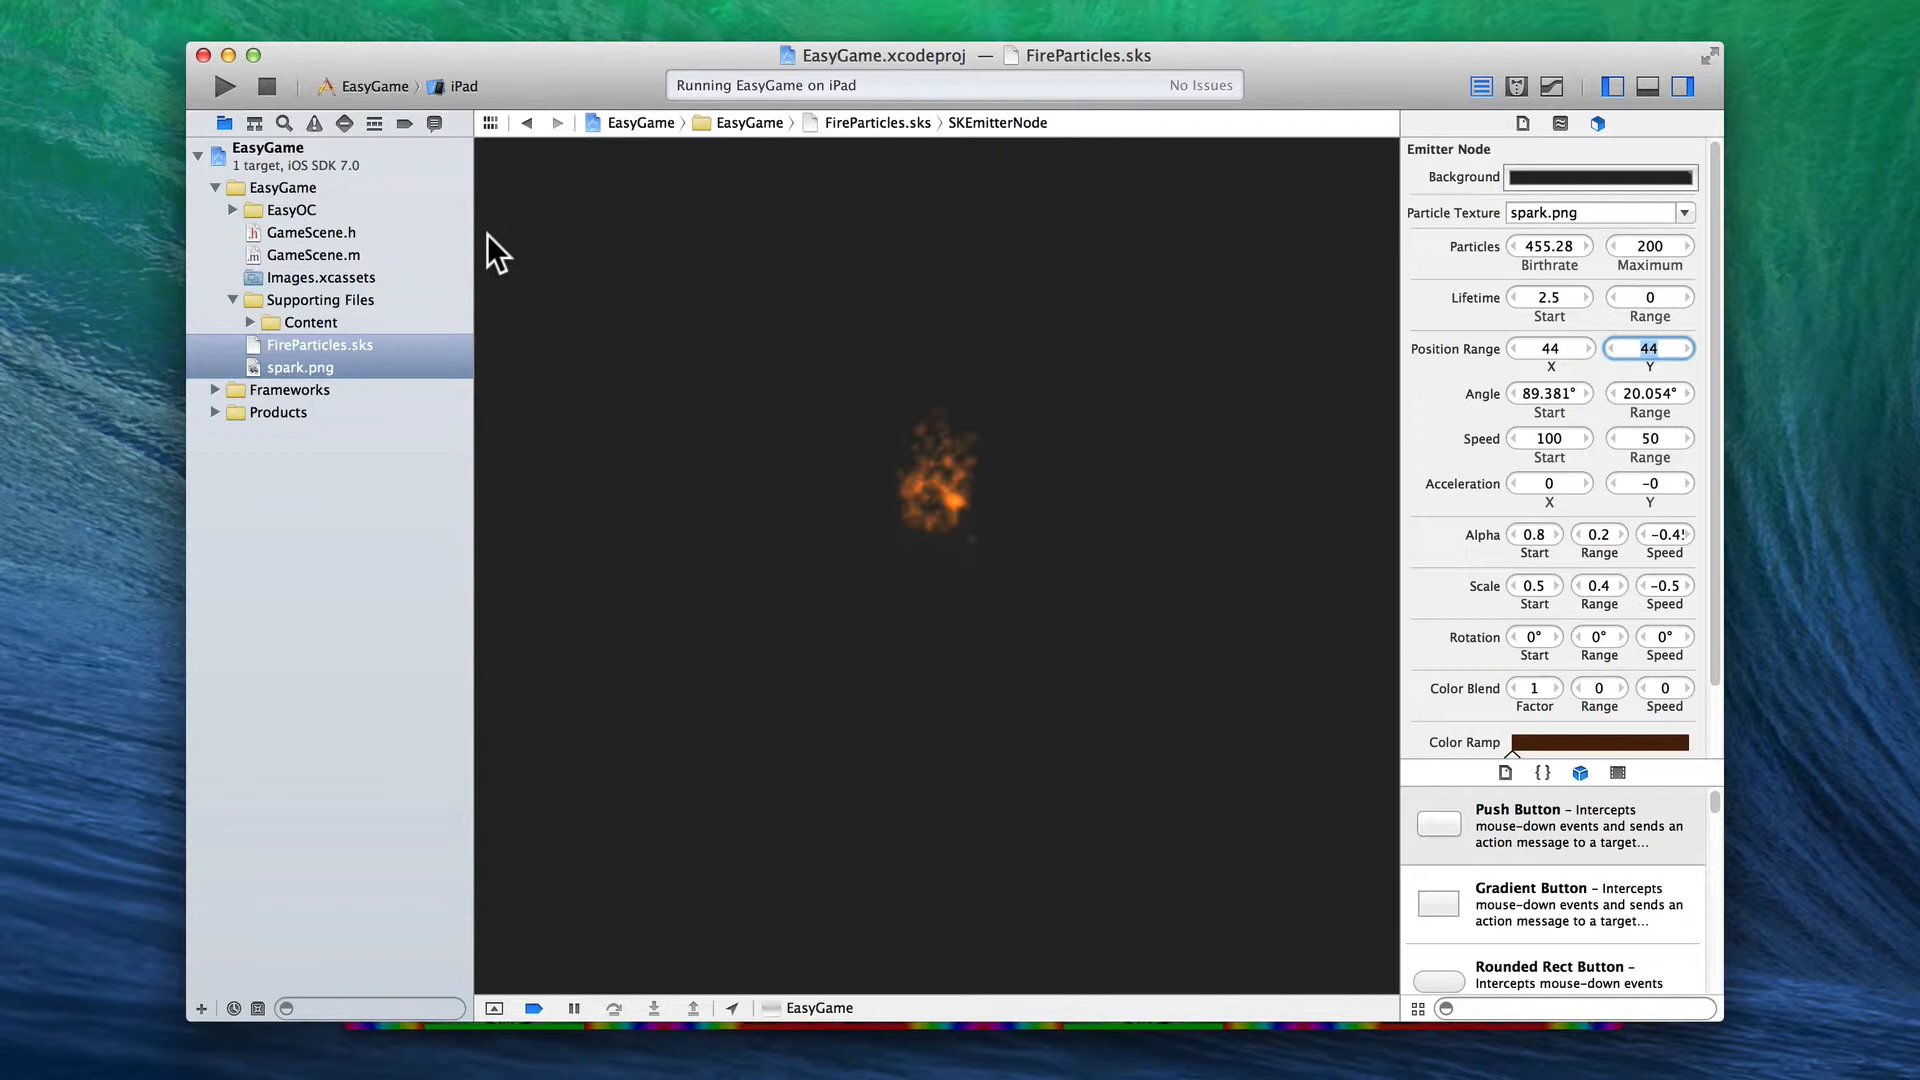 EasyGame.xcodeproj — FireParticles.sks
EasyGame iPad
Running EasyGame on iPad No Issues
EasyGame EasyGame FireParticles.sks SKEmitterNode
EasyGame
1 target, iOS SDK 7.0
EasyGame
EasyOC
GameScene.h
GameScene.m
Images.xcassets
Supporting Files
Content
FireParticles.sks
spark.png
Frameworks
Products
Emitter Node
Background
Particle Texture spark.png
Particles 455.28 200
Birthrate Maximum
Lifetime 2.5 0
Start Range
Position Range 44 44
X Y
Angle 89.381° 20.054°
Start Range
Speed 100 50
Start Range
Acceleration 0 -0
X Y
Alpha 0.8 0.2
Start Range Speed
Scale 0.5 0.4 -0.5
Start Range Speed
Rotation 0° 0° 0°
Start Range Speed
Color Blend 1 0 0
Factor Range Speed
Color Ramp
Push Button - Intercepts
mouse-down events and sends an
action message to a target...
Gradient Button - Intercepts
mouse-down events and sends an
action message to a target...
Rounded Rect Button -
Intercepts mouse-down events
EasyGame